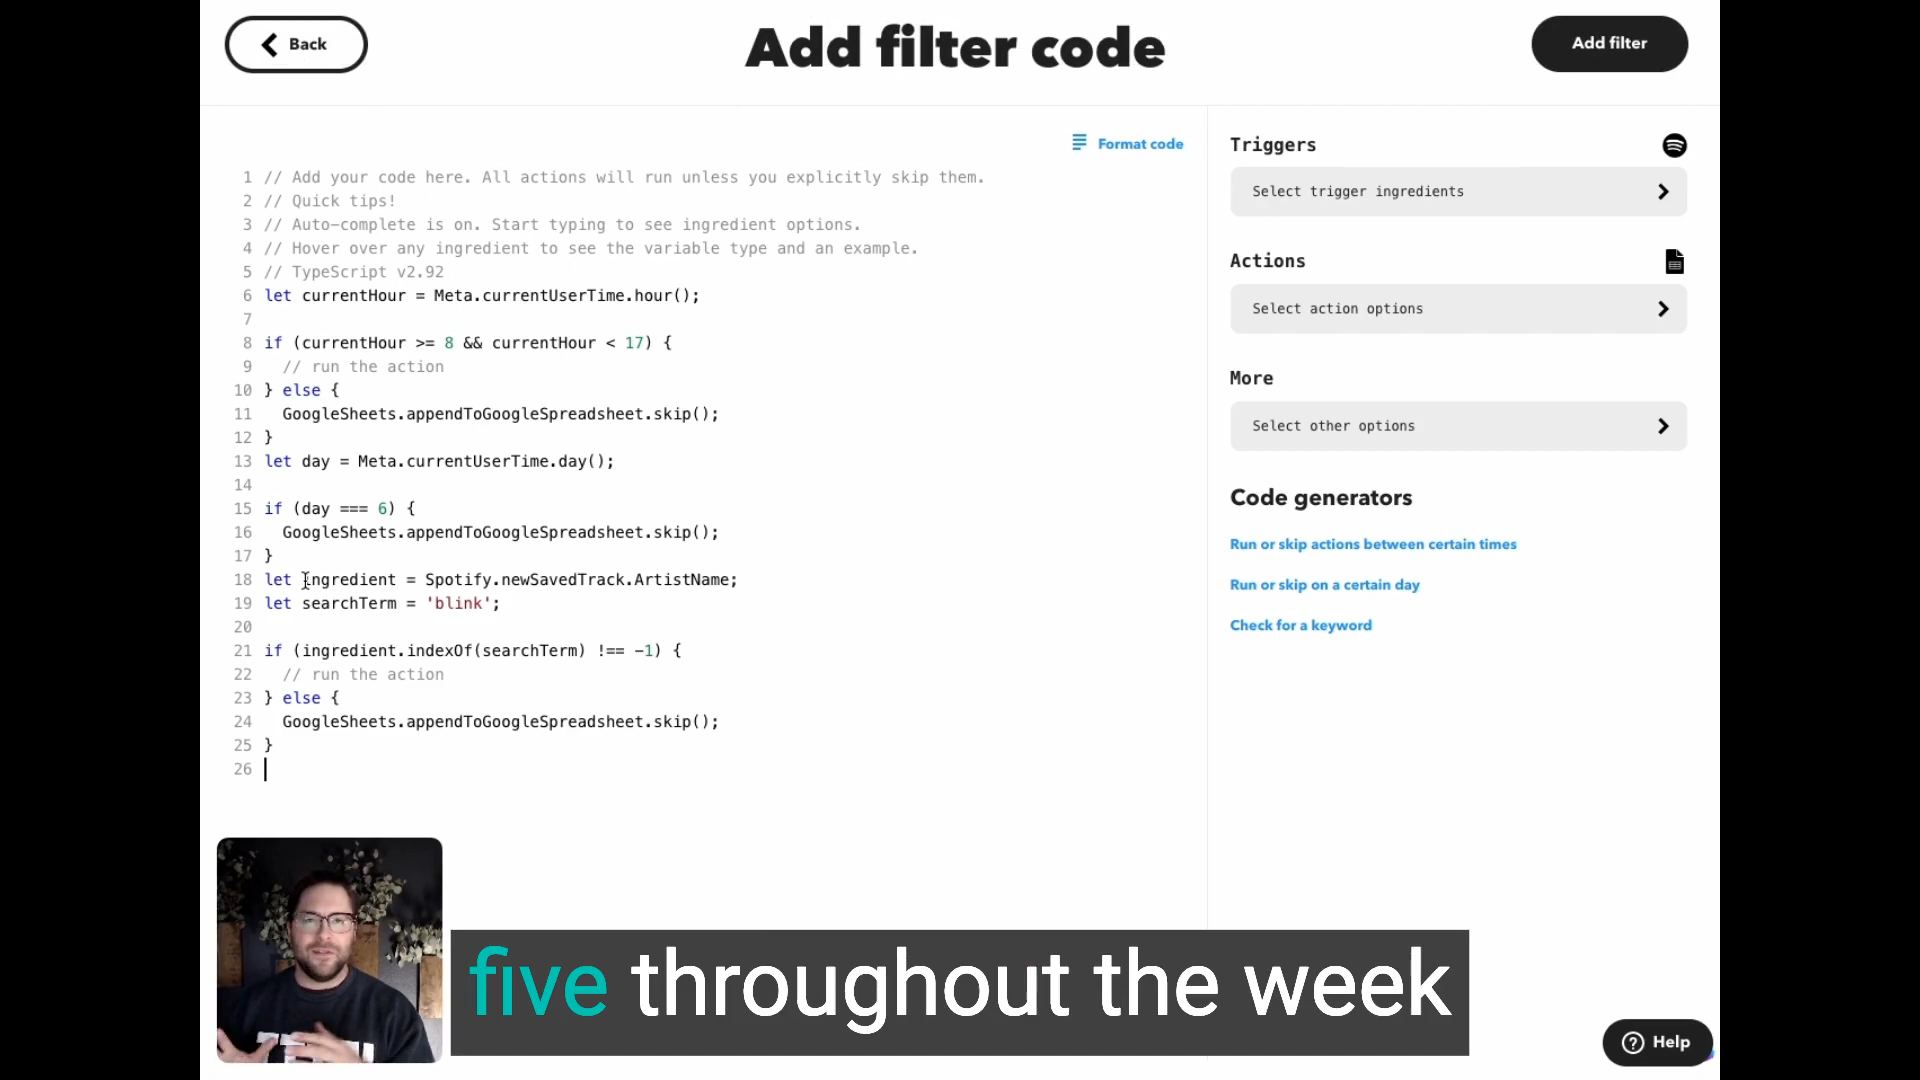 Back
Add filter code
Add filter
Format code
1 // Add your code here. All actions will run unless you explicitly skip them.
2 // Quick tips!
3 // Auto-complete is on. Start typing to see ingredient options.
4 // Hover over any ingredient to see the variable type and an example.
5 // TypeScript v2.92
6 let currentHour = Meta.currentUserTime.hour();
7
8 if (currentHour >= 8 && currentHour < 17) {
9 // run the action
10 } else {
11 GoogleSheets.appendToGoogleSpreadsheet.skip();
12 }
13 let day = Meta.currentUserTime.day();
14
15 if (day === 6) {
16 GoogleSheets.appendToGoogleSpreadsheet.skip();
17 }
18 let ingredient = Spotify.newSavedTrack.ArtistName;
19 let searchTerm = 'blink';
20
21 if (ingredient.indexOf(searchTerm) !== -1) {
22 // run the action
23 } else {
24 GoogleSheets.appendToGoogleSpreadsheet.skip();
25 }
26
Triggers
Select trigger ingredients
Actions
Select action options
More
Select other options
Code generators
Run or skip actions between certain times
Run or skip on a certain day
Check for a keyword
five throughout the week
Help